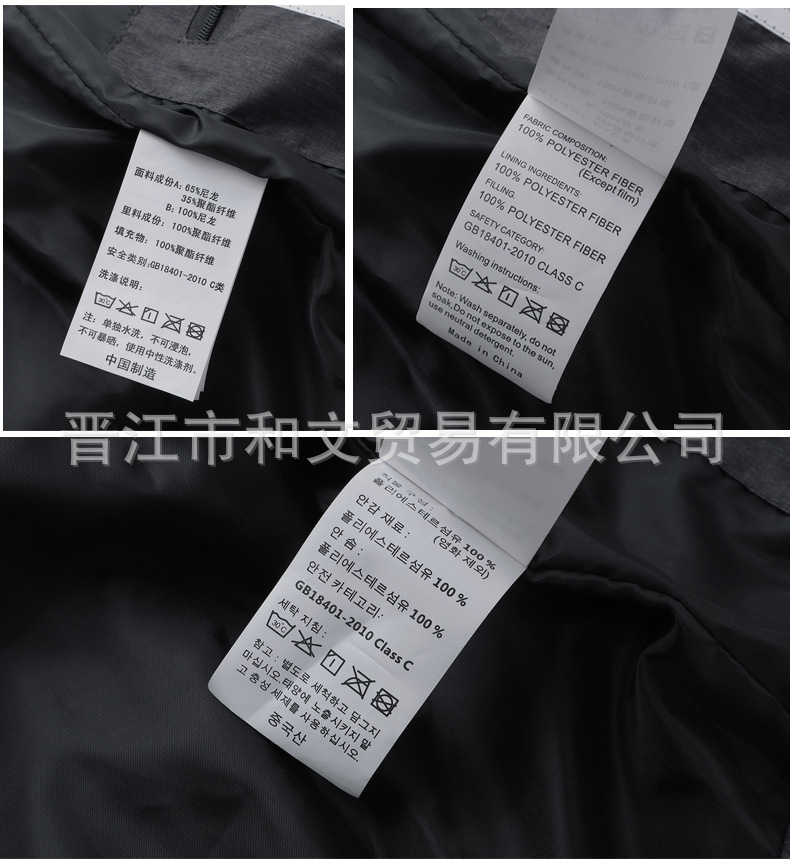 面料成份A: 65%尼龙
35%聚酯纤维
B: 100%尼龙
里料成份: 100%聚酯纤维
填充物: 100%聚酯纤维
安全类别:GB18401-2010 C类
洗涤说明:
30℃
注: 单独水洗, 不可浸泡,
不可暴晒, 使用中性洗涤剂。
中国制造
FABRIC COMPOSITION:
100% POLYESTER FIBER
(Except film)
LINING INGREDIENTS:
100% POLYESTER FIBER
FILLING:
100% POLYESTER FIBER
SAFETY CATEGORY:
GB18401-2010 CLASS C
Washing instructions:
30℃
Note: Wash separately, do not
soak,Do not expose to the sun,
use neutral detergent.
Made in China
晋江市和文贸易有限公司
폴리에스테르섬유 100%
(영화 제외)
안감 재료 :
폴리에스테르섬유 100%
안 솜 :
폴리에스테르섬유 100%
안전 카테고리:
GB18401-2010 Class C
세탁 지침 :
30℃
참고 : 별도로 세척하고 담그지
마십시오.태양에 노출시키지 말
고 중성 세제를 사용하십시오.
중국산